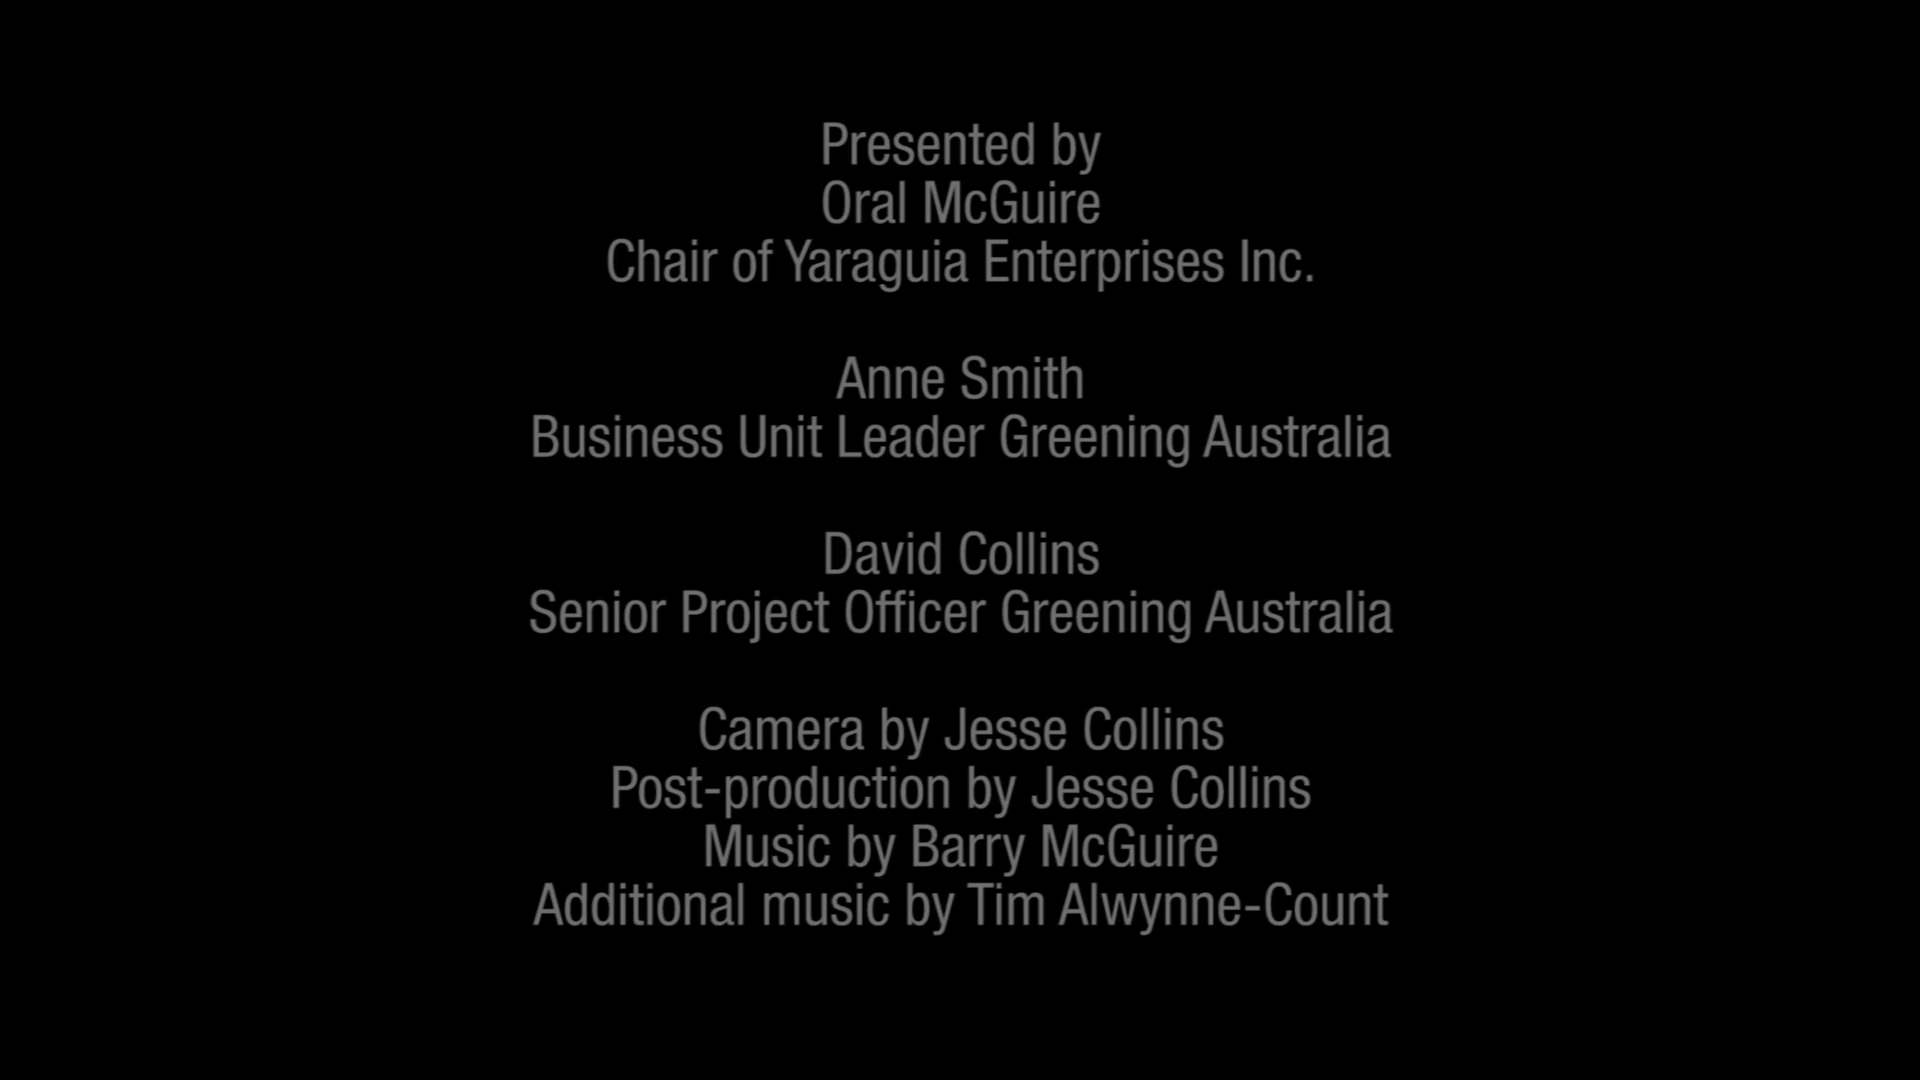 Presented by
Oral McGuire
Chair of Yaraguia Enterprises Inc.
Anne Smith
Business Unit Leader Greening Australia
David Collins
Senior Project Officer Greening Australia
Camera by Jesse Collins
Post-production by Jesse Collins
Music by Barry McGuire
Additional music by Tim Alwynne-Count